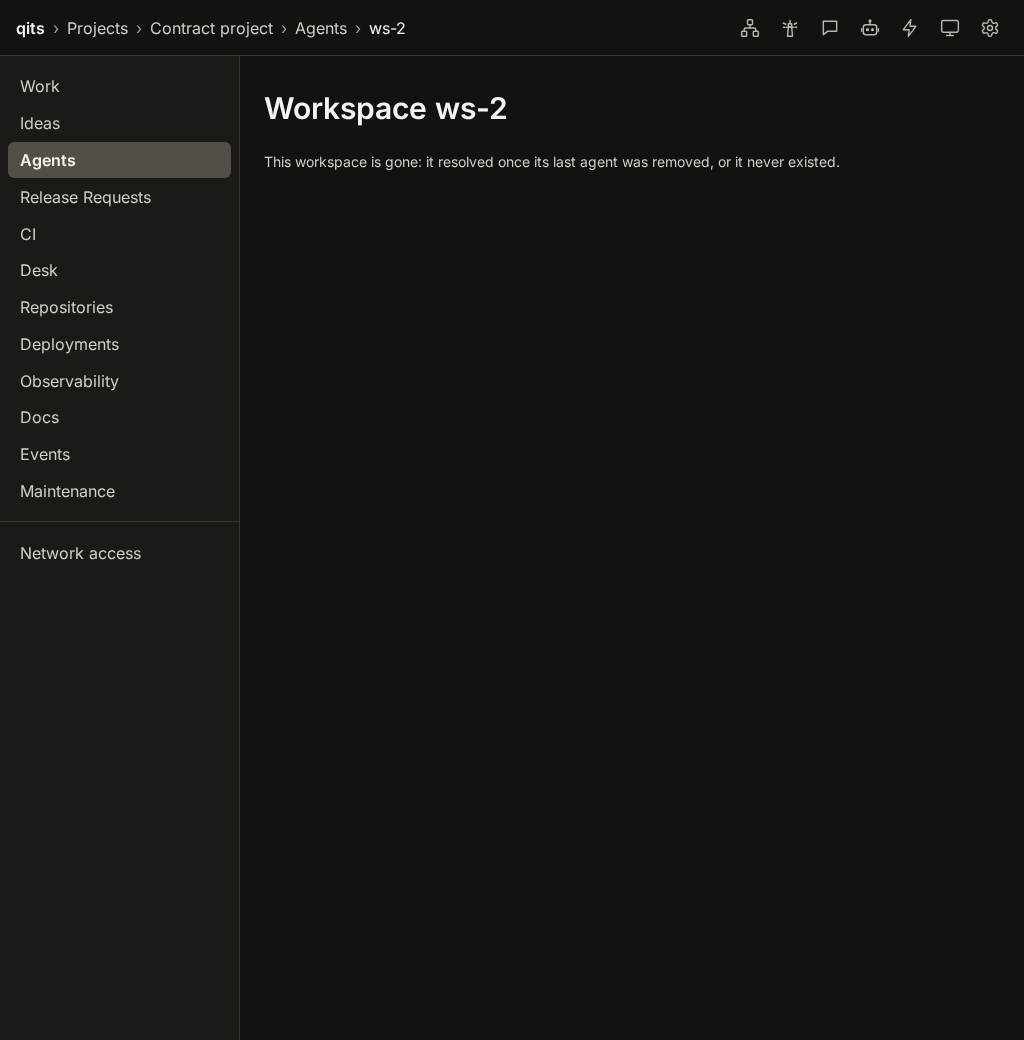 qits › Projects › Contract project › Agents › ws-2
Work
Ideas
Agents
Release Requests
CI
Desk
Repositories
Deployments
Observability
Docs
Events
Maintenance
Network access
Workspace ws-2
This workspace is gone: it resolved once its last agent was removed, or it never existed.